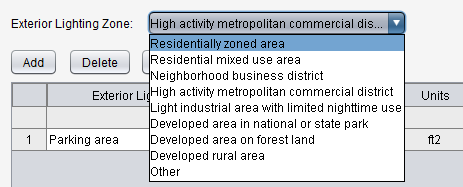 Exterior Lighting Zone: High activity metropolitan commercial dis...
Residentially zoned area
Residential mixed use area
Neighborhood business district
High activity metropolitan commercial district
Light industrial area with limited nighttime use
Developed area in national or state park
Developed area on forest land
Developed rural area
Other
Add Delete
Exterior Li Units
1 Parking area ft2